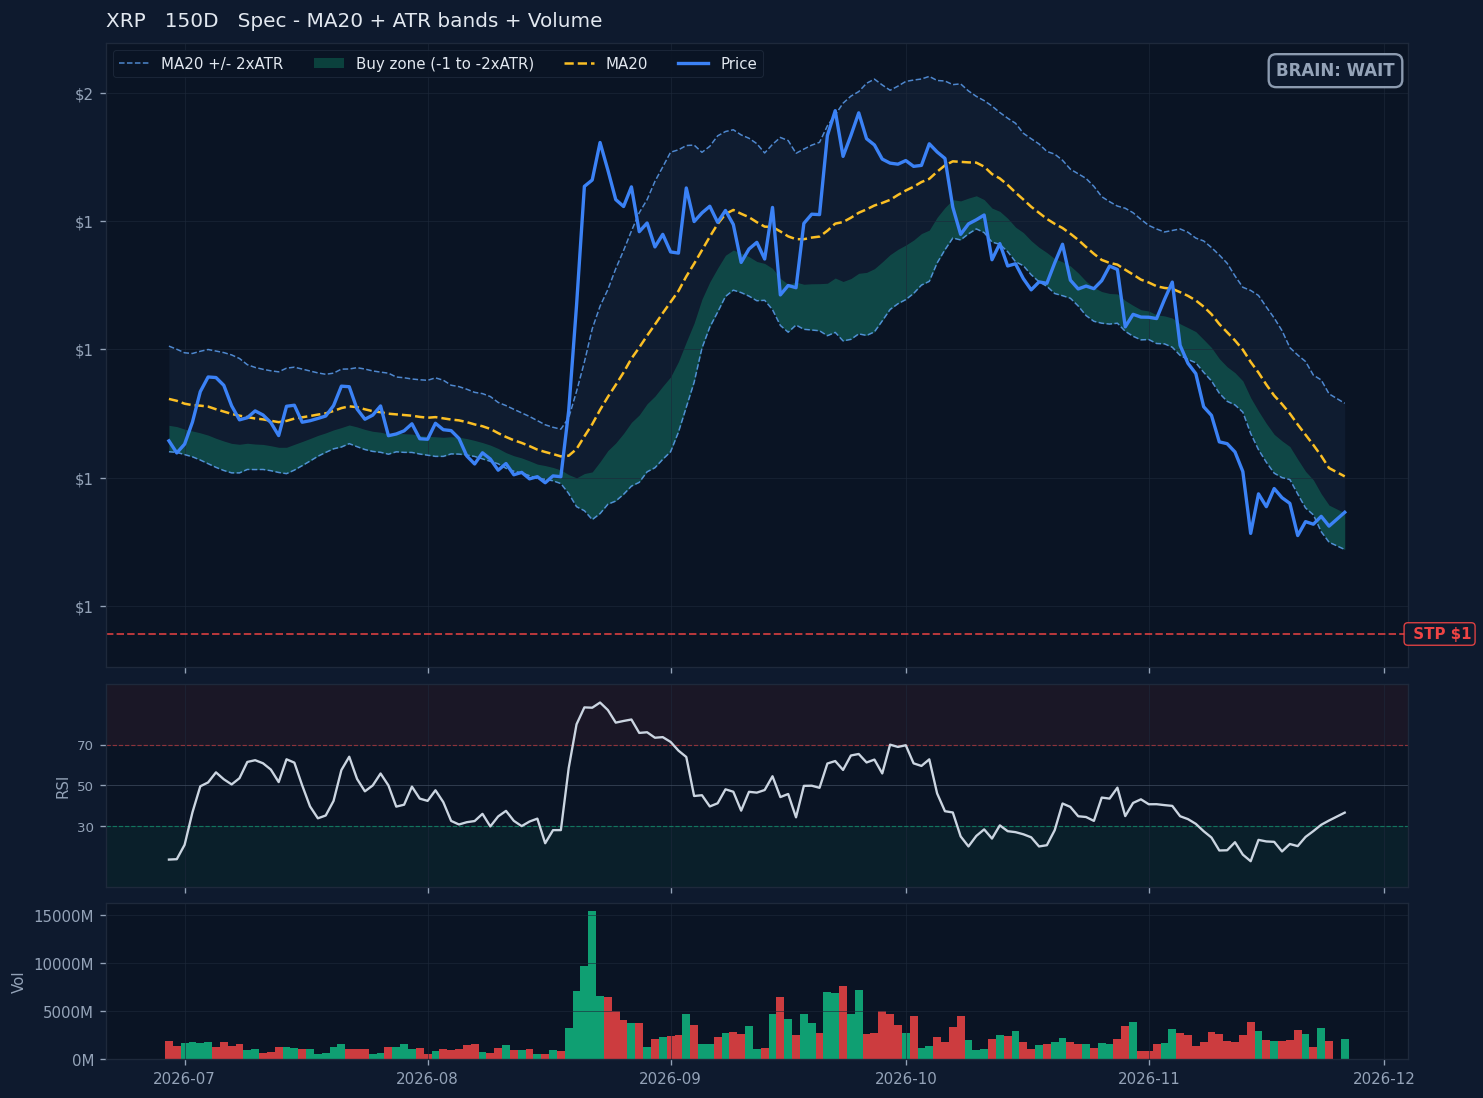 XRP 150D Spec - MA20 + ATR bands + Volume
MA20 +/- 2xATR Buy zone (-1 to -2xATR) MA20 Price
BRAIN: WAIT
$2
$1
$1
$1
$1
STP $1
RSI
70
50
30
Vol
15000M
10000M
5000M
0M
2026-07 2026-08 2026-09 2026-10 2026-11 2026-12